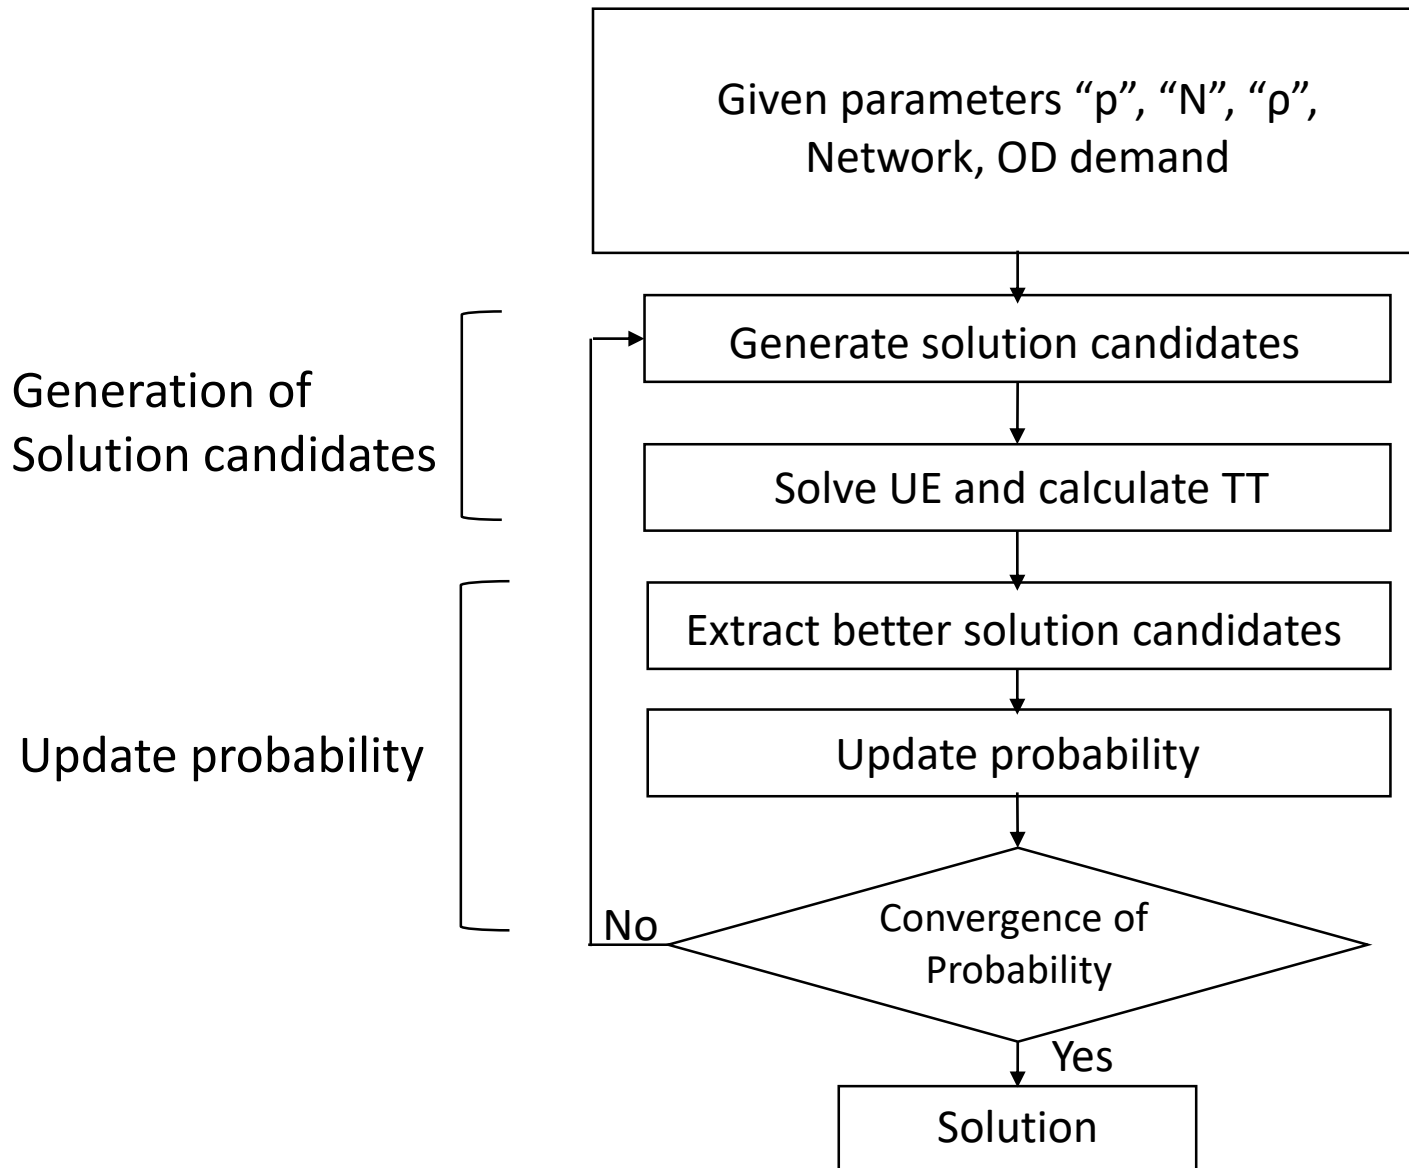 Given parameters “p”, “N”, “ρ”,
Network, OD demand
Generation of
Solution candidates
Generate solution candidates
Solve UE and calculate TT
Update probability
Extract better solution candidates
Update probability
Convergence of
Probability
No
Yes
Solution